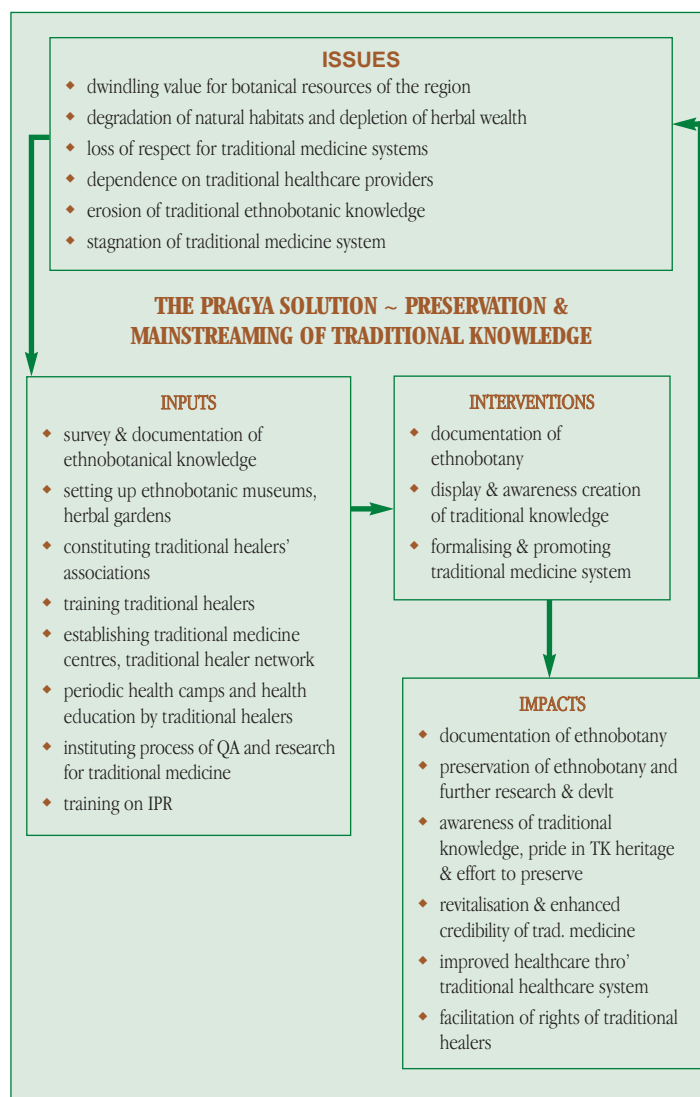 ISSUES
◆ dwindling value for botanical resources of the region
◆ degradation of natural habitats and depletion of herbal wealth
◆ loss of respect for traditional medicine systems
◆ dependence on traditional healthcare providers
◆ erosion of traditional ethnobotanic knowledge
◆ stagnation of traditional medicine system
THE PRAGYA SOLUTION ~ PRESERVATION &
MAINSTREAMING OF TRADITIONAL KNOWLEDGE
INPUTS
◆ survey & documentation of
ethnobotanical knowledge
◆ setting up ethnobotanic museums,
herbal gardens
◆ constituting traditional healers'
associations
◆ training traditional healers
◆ establishing traditional medicine
centres, traditional healer network
◆ periodic health camps and health
education by traditional healers
◆ instituting process of QA and research
for traditional medicine
◆ training on IPR
INTERVENTIONS
◆ documentation of
ethnobotany
◆ display & awareness creation
of traditional knowledge
◆ formalising & promoting
traditional medicine system
IMPACTS
◆ documentation of ethnobotany
◆ preservation of ethnobotany and
further research & devlt
◆ awareness of traditional
knowledge, pride in TK heritage
& effort to preserve
◆ revitalisation & enhanced
credibility of trad. medicine
◆ improved healthcare thro'
traditional healthcare system
◆ facilitation of rights of traditional
healers